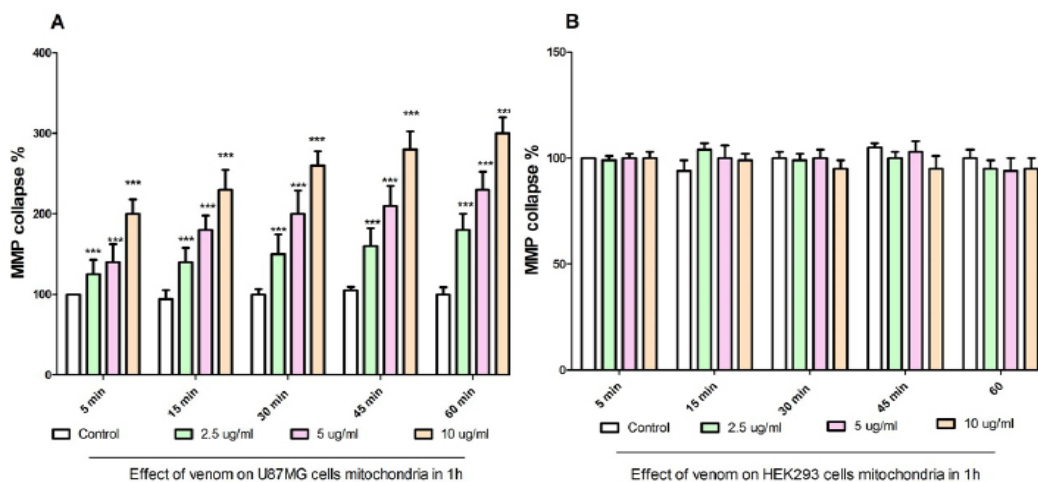 A
400
300
200
100
0
MMP collapse %
*** *** ***
*** *** ***
*** *** ***
*** *** ***
*** *** ***
5 min 15 min 30 min 45 min 60 min
Control 2.5 ug/ml 5 ug/ml 10 ug/ml
Effect of venom on U87MG cells mitochondria in 1h
B
150
100
50
0
MMP collapse %
5 min 15 min 30 min 45 min 60
Control 2.5 ug/ml 5 ug/ml 10 ug/ml
Effect of venom on HEK293 cells mitochondria in 1h